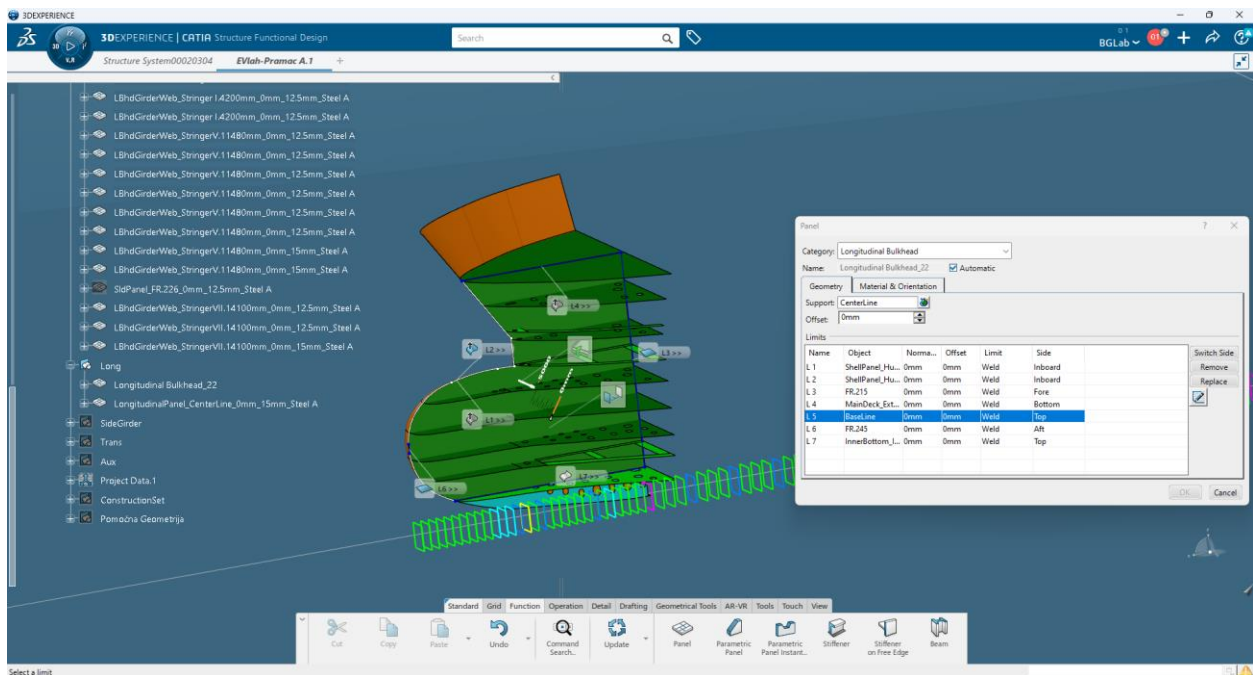 3DEXPERIENCE
3DEXPERIENCE | CATIA Structure Functional Design
Search
BGLab
Structure System00020304 EVlah-Pramac A.1 +
LBhdGirderWeb_Stringer I.4200mm_0mm_12.5mm_Steel A
LBhdGirderWeb_Stringer I.4200mm_0mm_12.5mm_Steel A
LBhdGirderWeb_StringerV.11480mm_0mm_12.5mm_Steel A
LBhdGirderWeb_StringerV.11480mm_0mm_12.5mm_Steel A
LBhdGirderWeb_StringerV.11480mm_0mm_12.5mm_Steel A
LBhdGirderWeb_StringerV.11480mm_0mm_12.5mm_Steel A
LBhdGirderWeb_StringerV.11480mm_0mm_12.5mm_Steel A
LBhdGirderWeb_StringerV.11480mm_0mm_12.5mm_Steel A
LBhdGirderWeb_StringerV.11480mm_0mm_15mm_Steel A
LBhdGirderWeb_StringerV.11480mm_0mm_15mm_Steel A
SldPanel_FR.226_0mm_12.5mm_Steel A
LBhdGirderWeb_StringerVII.14100mm_0mm_12.5mm_Steel A
LBhdGirderWeb_StringerVII.14100mm_0mm_12.5mm_Steel A
LBhdGirderWeb_StringerVII.14100mm_0mm_15mm_Steel A
Long
Longitudinal Bulkhead_22
LongitudinalPanel_CenterLine_0mm_15mm_Steel A
SideGirder
Trans
Aux
Project Data.1
ConstructionSet
Pomoćna Geometrija
L4 >>
L2 >>
L3 >>
L1 >>
L7 >>
L6 >>
Panel ? X
Category: Longitudinal Bulkhead
Name: Longitudinal Bulkhead_22 Automatic
Geometry Material & Orientation
Support: CenterLine
Offset: 0mm
Limits
Name Object Norma... Offset Limit Side
L 1 ShellPanel_Hu... 0mm 0mm Weld Inboard
L 2 ShellPanel_Hu... 0mm 0mm Weld Inboard
L 3 FR.215 0mm 0mm Weld Fore
L 4 MainDeck_Ext... 0mm 0mm Weld Bottom
L 5 BaseLine 0mm 0mm Weld Top
L 6 FR.245 0mm 0mm Weld Aft
L 7 InnerBottom_I... 0mm 0mm Weld Top
Switch Side
Remove
Replace
OK Cancel
Standard Grid Function Operation Detail Drafting Geometrical Tools AR-VR Tools Touch View
Cut Copy Paste Undo Command Search... Update Panel Parametric Panel Parametric Panel Instant... Stiffener Stiffener on Free Edge Beam
Select a limit